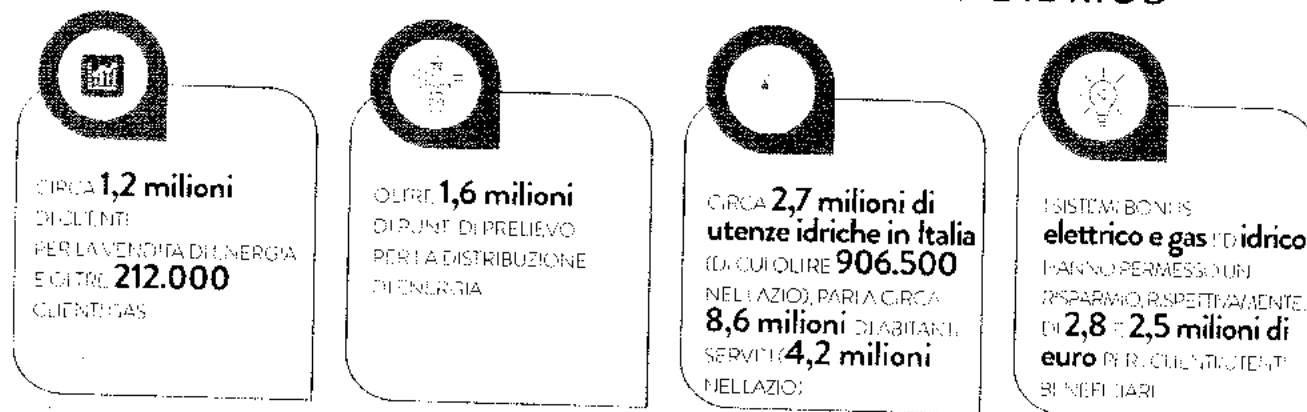 CIRCA 1,2 milioni
DI CLIENTI
PER LA VENDITA DI ENERGIA
E OLTRE 212.000
CLIENTI GAS
OLTRE 1,6 milioni
DI PUNTI DI PRELIEVO
PER LA DISTRIBUZIONE
DI ENERGIA
CIRCA 2,7 milioni di
utenze idriche in Italia
(DI CUI OLTRE 906.500
NEL LAZIO), PARI A CIRCA
8,6 milioni DI ABITANTI
SERVITI (4,2 milioni
NEL LAZIO)
I SISTEMI BONUS
elettrico e gas ED idrico
HANNO PERMESSO UN
RISPARMIO, RISPETTIVAMENTE,
DI 2,8 E 2,5 milioni di
euro PER I CLIENTI/UTENTI
BENEFICIARI